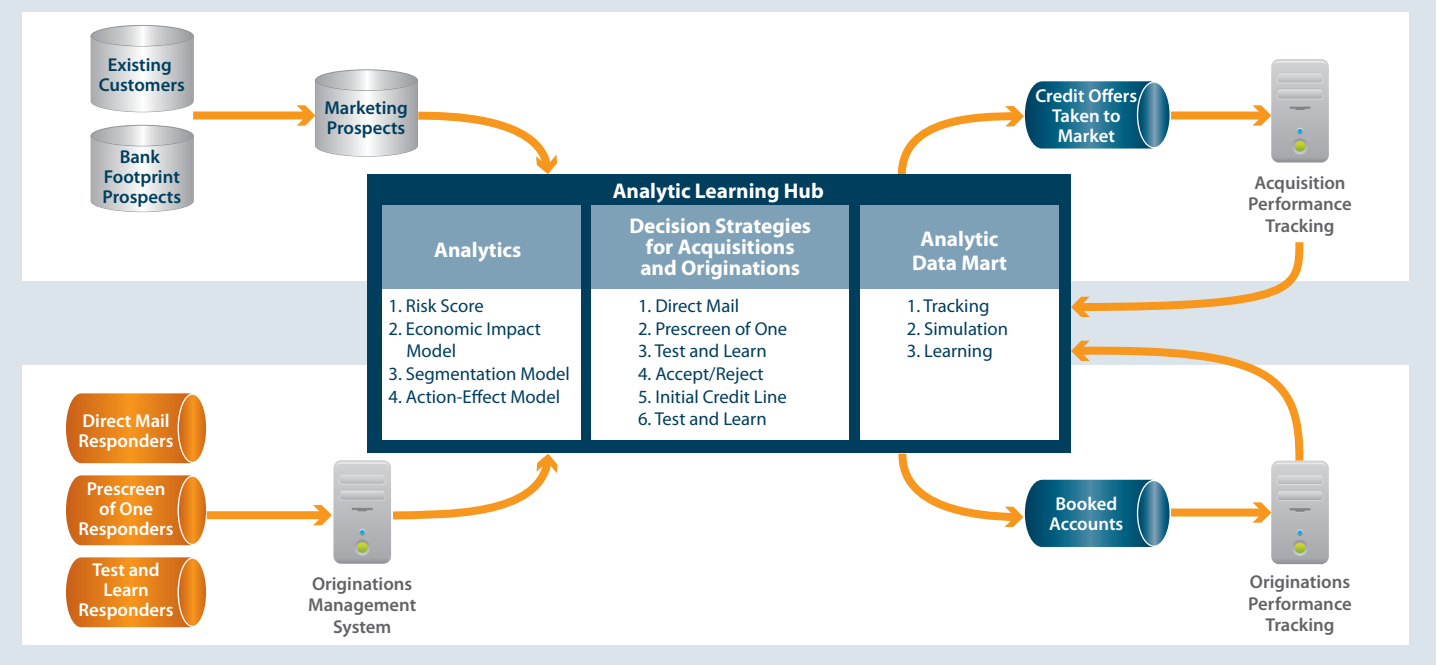 Existing
Customers
Bank
Footprint
Prospects
Marketing
Prospects
Credit Offers
Taken to
Market
Acquisition
Performance
Tracking
Analytic Learning Hub
Analytics
1. Risk Score
2. Economic Impact
Model
3. Segmentation Model
4. Action-Effect Model
Decision Strategies
for Acquisitions
and Originations
1. Direct Mail
2. Prescreen of One
3. Test and Learn
4. Accept/Reject
5. Initial Credit Line
6. Test and Learn
Analytic
Data Mart
1. Tracking
2. Simulation
3. Learning
Direct Mail
Responders
Prescreen
of One
Responders
Test and
Learn
Responders
Originations
Management
System
Booked
Accounts
Originations
Performance
Tracking